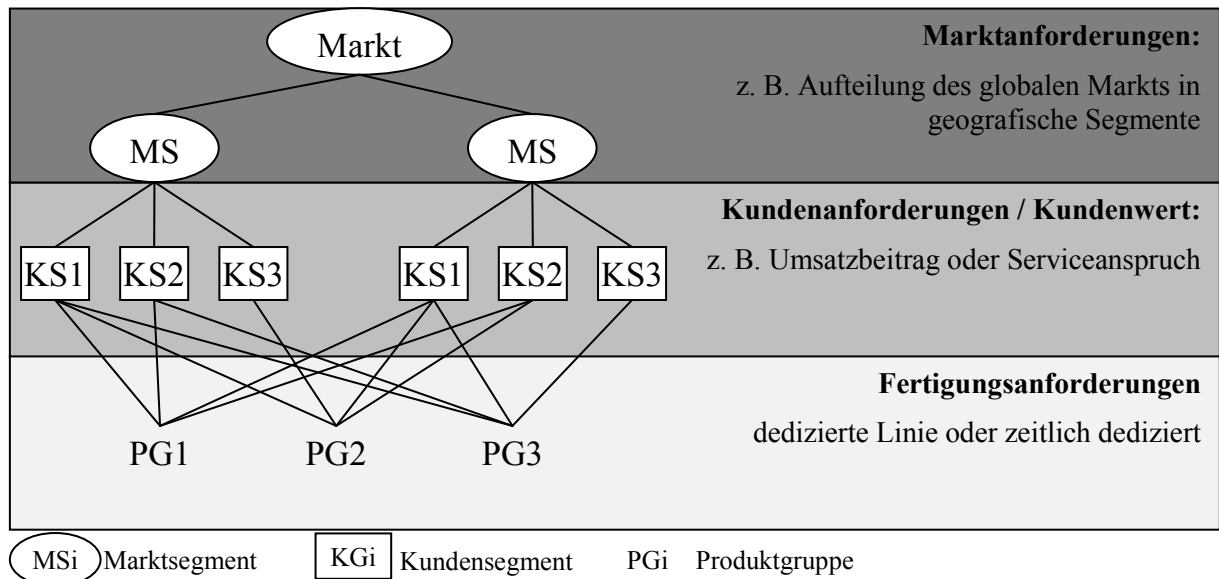 Markt
Marktanforderungen:
z. B. Aufteilung des globalen Markts in
geografische Segmente
MS MS
Kundenanforderungen / Kundenwert:
z. B. Umsatzbeitrag oder Serviceanspruch
KS1 KS2 KS3 KS1 KS2 KS3
Fertigungsanforderungen
dedizierte Linie oder zeitlich dediziert
PG1 PG2 PG3
MSi Marktsegment KGi Kundensegment PGi Produktgruppe